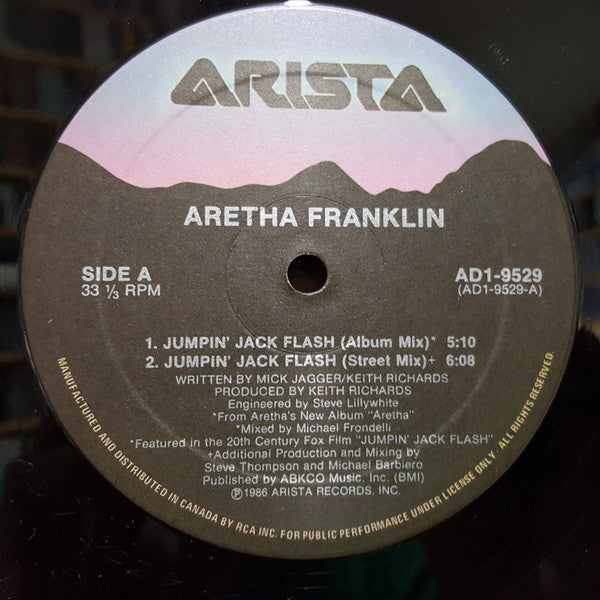 ARISTA
ARETHA FRANKLIN
SIDE A
33 ⅓ RPM
AD1-9529
(AD1-9529-A)
1. JUMPIN' JACK FLASH (Album Mix)* 5:10
2. JUMPIN' JACK FLASH (Street Mix)+ 6:08
WRITTEN BY MICK JAGGER/KEITH RICHARDS
PRODUCED BY KEITH RICHARDS
Engineered by Steve Lillywhite
*From Aretha's New Album "Aretha"
*Mixed by Michael Frondelli
*Featured in the 20th Century Fox Film "JUMPIN' JACK FLASH"
+Additional Production and Mixing by
Steve Thompson and Michael Barbiero
Published by ABKCO Music, Inc. (BMI)
℗1986 ARISTA RECORDS, INC.
MANUFACTURED AND DISTRIBUTED IN CANADA BY RCA INC. FOR PUBLIC PERFORMANCE UNDER LICENSE ONLY. ALL RIGHTS RESERVED.